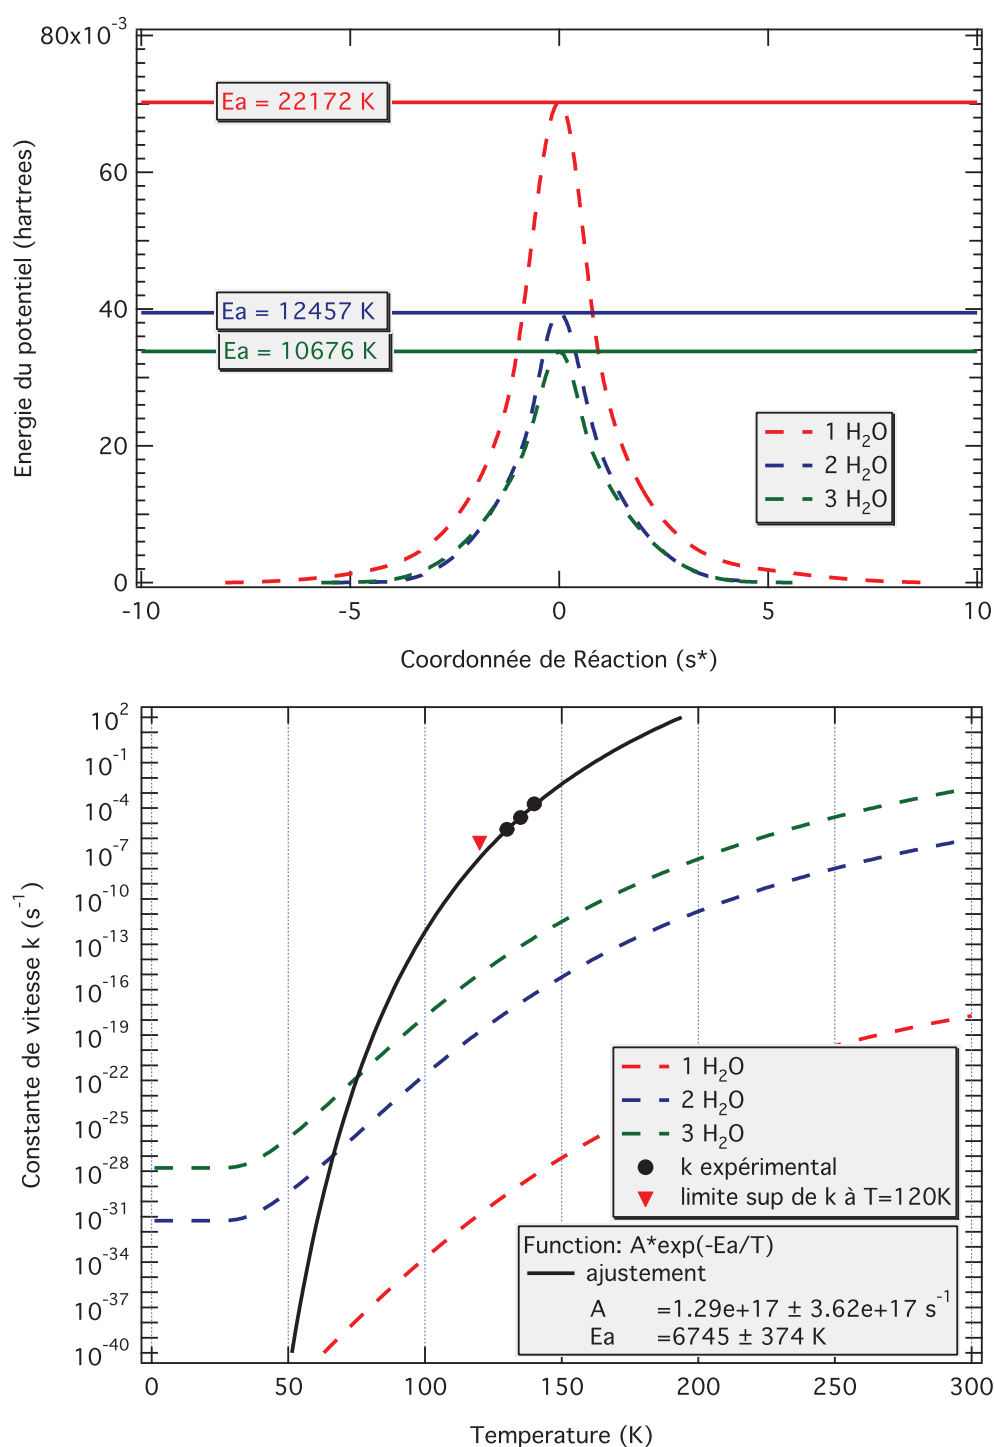 80x10⁻³
Ea = 22172 K
60
40
Ea = 12457 K
Ea = 10676 K
20
0
1 H₂O
2 H₂O
3 H₂O
-10 -5 0 5 10
Energie du potentiel (hartrees)
Coordonnée de Réaction (s*)
10²
10⁻¹
10⁻⁴
10⁻⁷
10⁻¹⁰
10⁻¹³
10⁻¹⁶
10⁻¹⁹
10⁻²²
10⁻²⁵
10⁻²⁸
10⁻³¹
10⁻³⁴
10⁻³⁷
10⁻⁴⁰
Constante de vitesse k (s⁻¹)
1 H₂O
2 H₂O
3 H₂O
k expérimental
limite sup de k à T=120K
Function: A*exp(-Ea/T)
ajustement
A =1.29e+17 ± 3.62e+17 s⁻¹
Ea =6745 ± 374 K
0 50 100 150 200 250 300
Temperature (K)